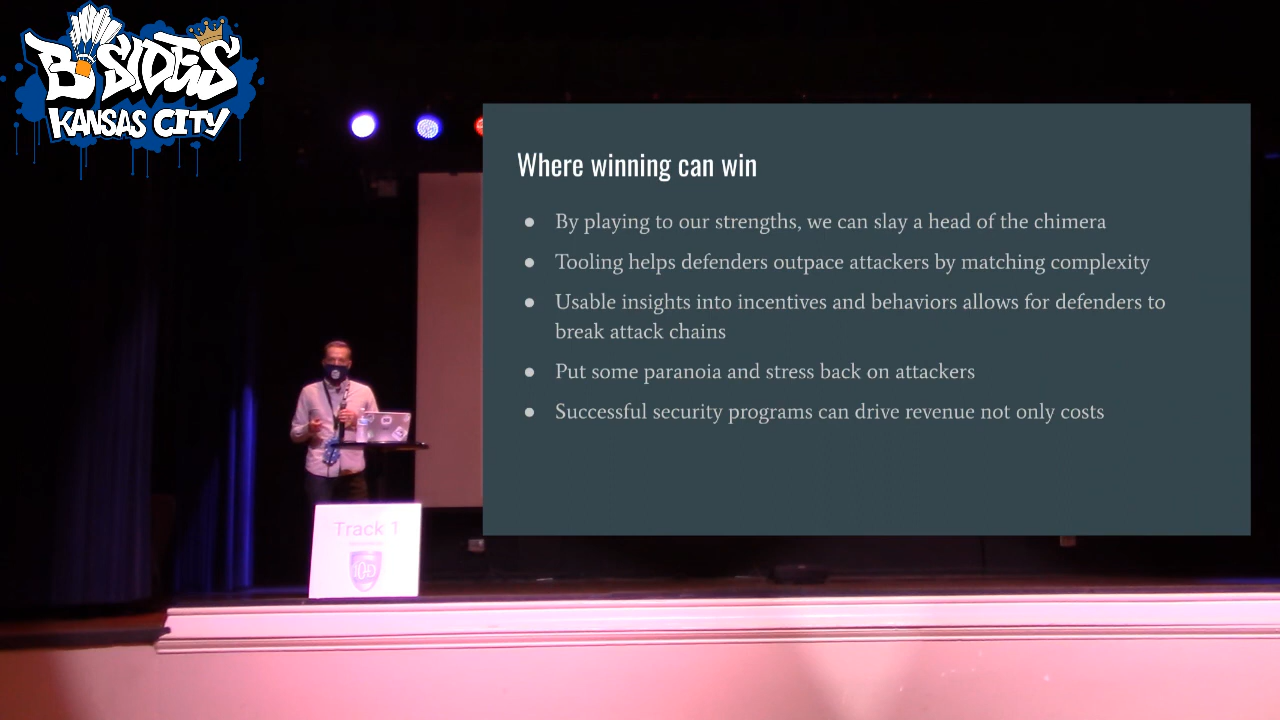 B SIDES
KANSAS CITY
Where winning can win
● By playing to our strengths, we can slay a head of the chimera
● Tooling helps defenders outpace attackers by matching complexity
● Usable insights into incentives and behaviors allows for defenders to
break attack chains
● Put some paranoia and stress back on attackers
● Successful security programs can drive revenue not only costs
Track 1